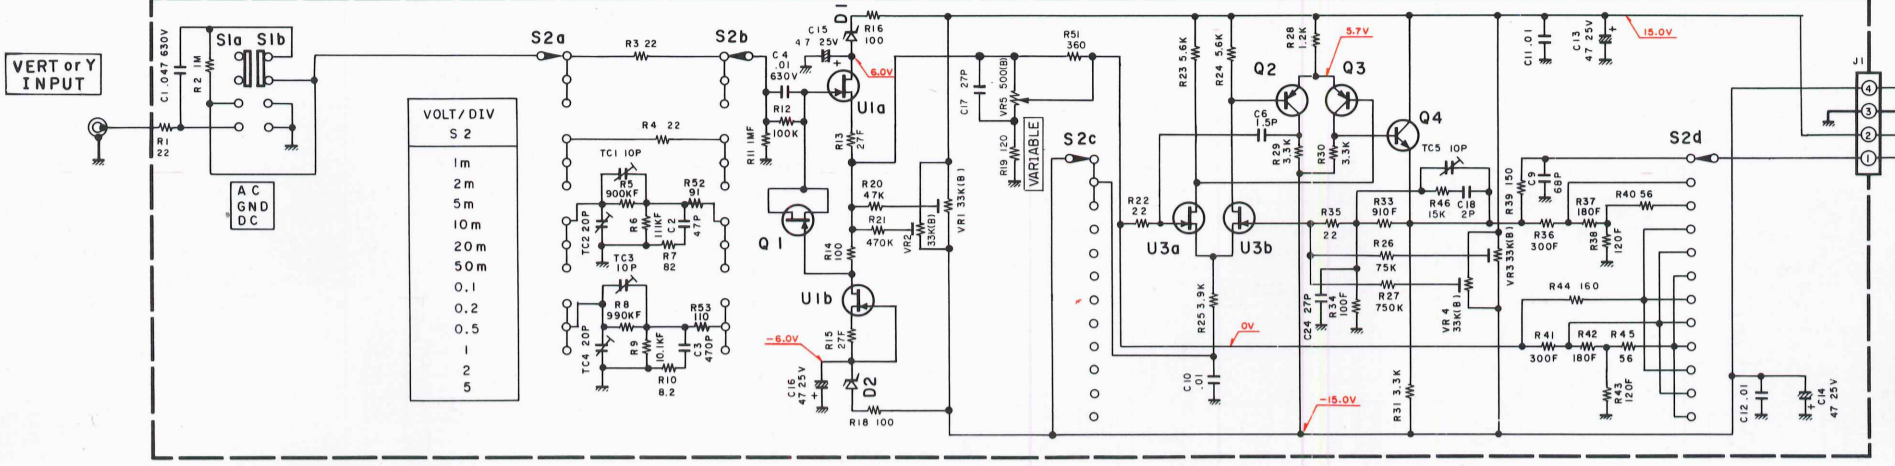 VERT or Y
INPUT
R1
22
C1 .047 630V
R2 1M
S1a
S1b
AC
GND
DC
VOLT/DIV
S2
1m
2m
5m
10m
20m
50m
0.1
0.2
0.5
1
2
5
S2a
R3 22
S2b
R4 22
TC1 10P
R5
900KF
R52
91
TC2 20P
R6
111KF
C2
47P
R7
82
TC3
10P
R8
990KF
R53
110
TC4 20P
R9
10.1KF
C3
470P
R10
8.2
C4
.01
630V
R12
100K
R11 1MF
C15
47 25V
D1
R16
100
6.0V
U1a
R13
27F
R20
47K
R21
470K
VR2
33K(B)
VR1 33K(B)
Q1
R14
100
U1b
R15
27F
-6.0V
C16
47 25V
D2
R18 100
C17 27P
VR5 500(B)
R51
360
R19 120
VARIABLE
S2c
R22
22
R23 5.6K
R24 5.6K
R28
1.2K
5.7V
Q2
Q3
C6
1.5P
R29
3.3K
R30
3.3K
Q4
U3a
U3b
R25 3.9K
C10
.01
0V
-15.0V
R35
22
R33
910F
R26
75K
R27
750K
C24 27P
R34
100F
R31 3.3K
TC5 10P
R46
15K
C18
2P
VR4
33K(B)
VR3 33K(B)
R39 150
C9
68P
C11 .01
C13
47 25V
15.0V
R36
300F
R37
180F
R38
120F
R40 56
S2d
R44 160
R41
300F
R42
180F
R45
56
R43
120F
C12 .01
C14
47 25V
J1
4
3
2
1